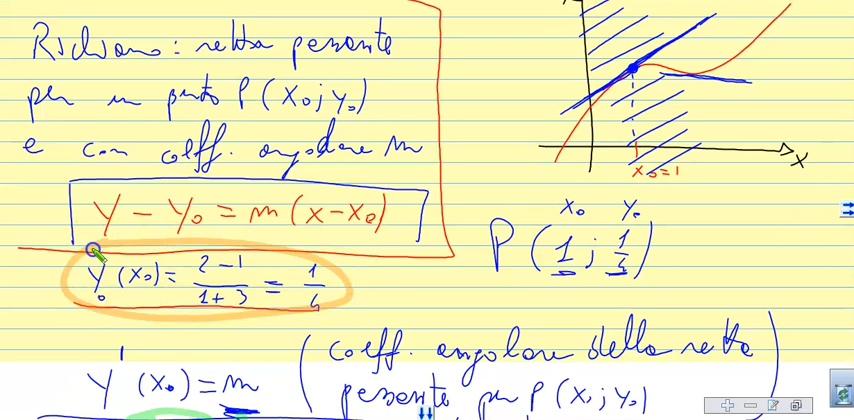 Richiamo: retta passante
per un punto P(x₀; y₀)
e con coeff. angolare m
y - y₀ = m(x-x₀)
y₀(x₀) = (2-1)/(1+3) = 1/4
x
x₀=1
x₀ y₀
P (1; 1/4)
y'(x₀) = m
(coeff. angolare della retta
passante per P(x₀; y₀)